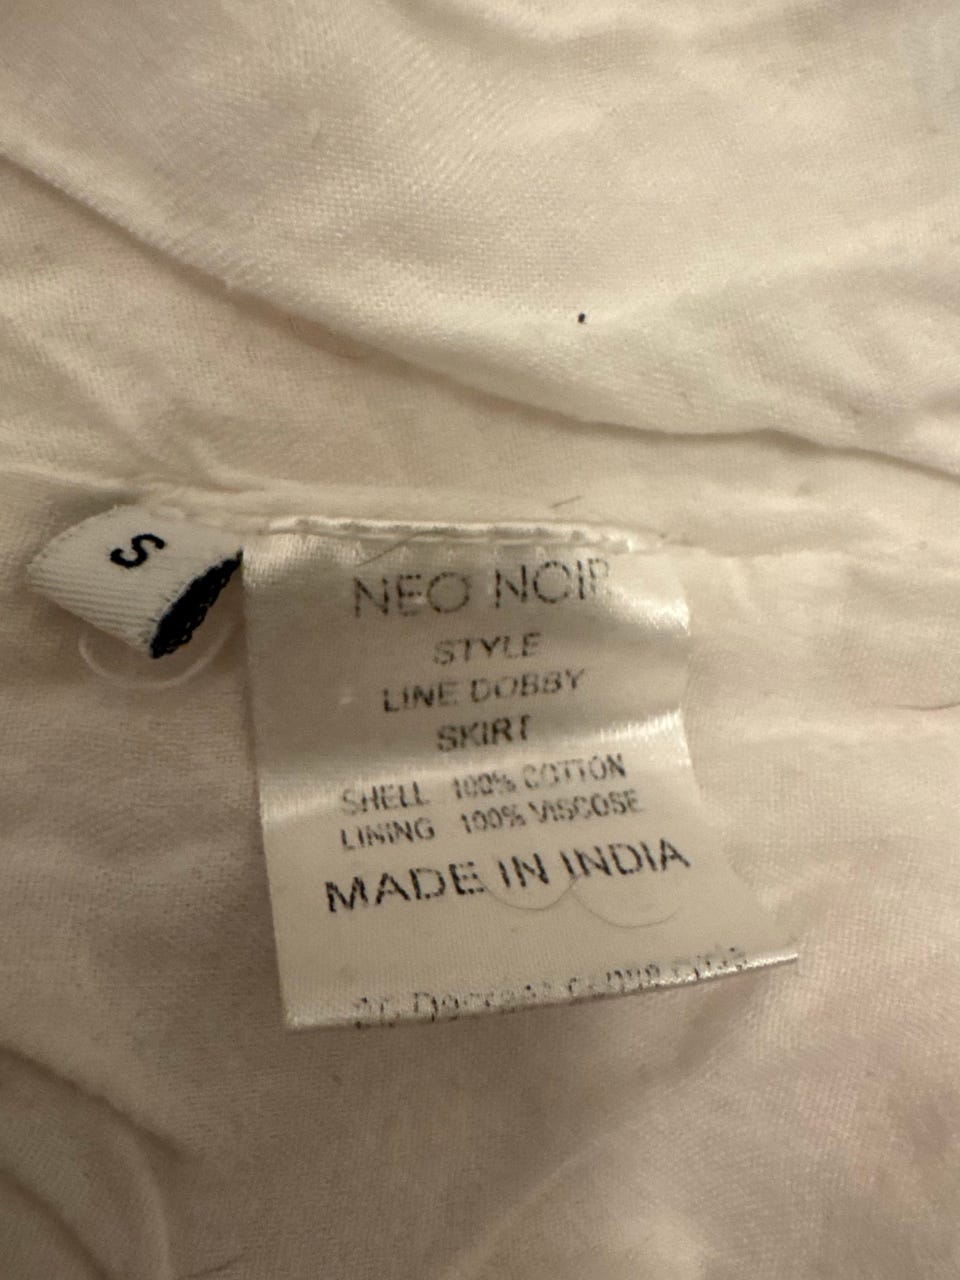 S
NEO NOIR
STYLE
LINE DOBBY
SKIRT
SHELL 100% COTTON
LINING 100% VISCOSE
MADE IN INDIA